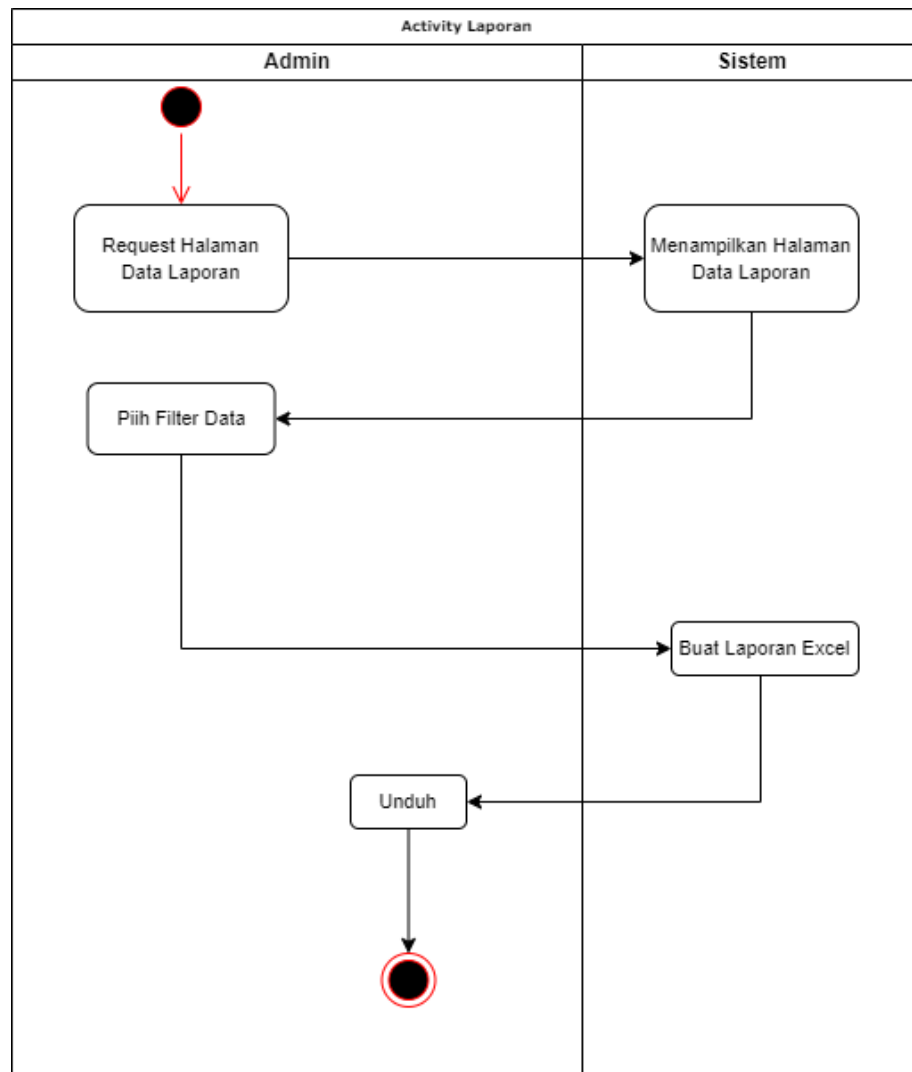 Activity Laporan
Admin
Sistem
Request Halaman
Data Laporan
Menampilkan Halaman
Data Laporan
Piih Filter Data
Buat Laporan Excel
Unduh